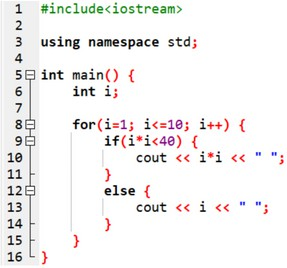 1 #include<iostream>
2
3 using namespace std;
4
5 int main() {
6     int i;
7
8     for(i=1; i<=10; i++) {
9         if(i*i<40) {
10             cout << i*i << " ";
11         }
12         else {
13             cout << i << " ";
14         }
15     }
16 }